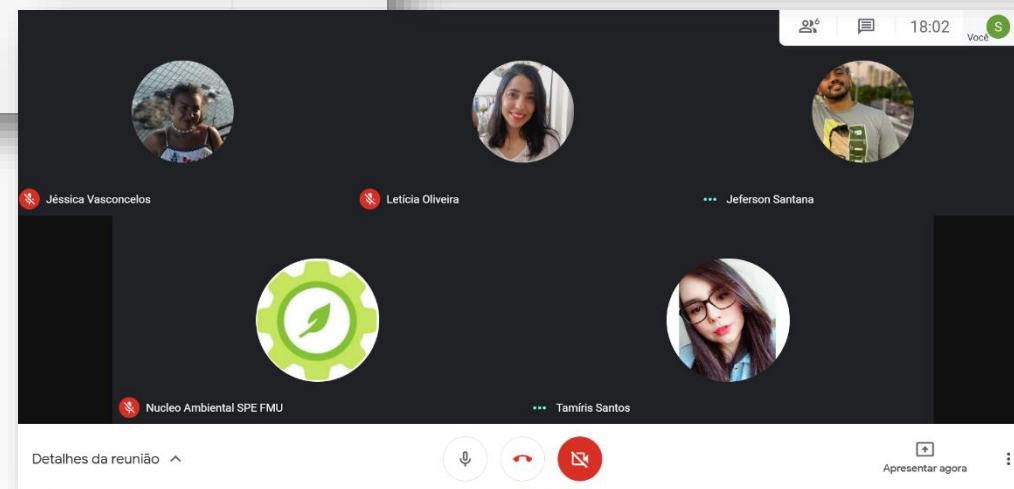 6
18:02
Você
S
Jéssica Vasconcelos
Letícia Oliveira
Jeferson Santana
Nucleo Ambiental SPE FMU
Tamíris Santos
Detalhes da reunião
Apresentar agora